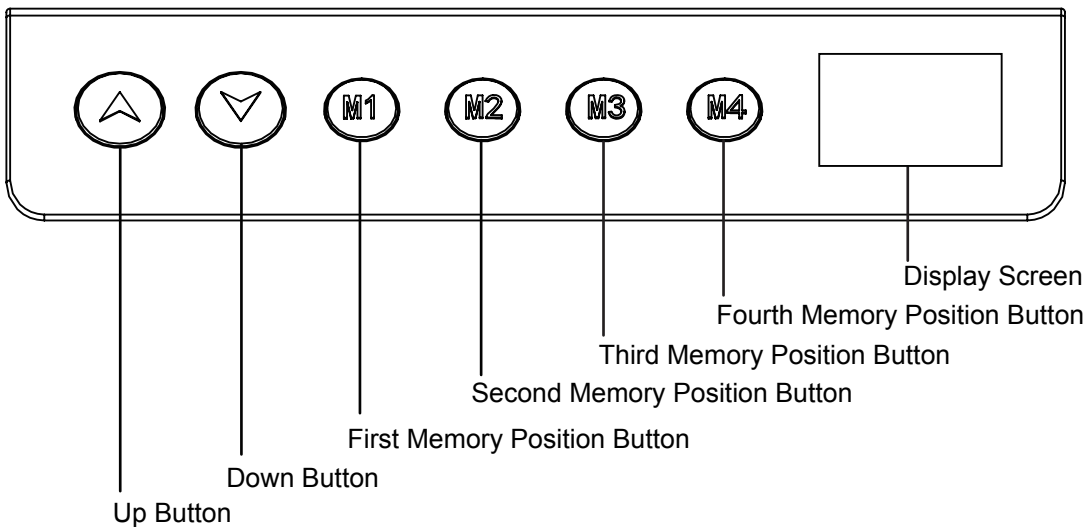 M1 M2 M3 M4
Display Screen
Fourth Memory Position Button
Third Memory Position Button
Second Memory Position Button
First Memory Position Button
Down Button
Up Button